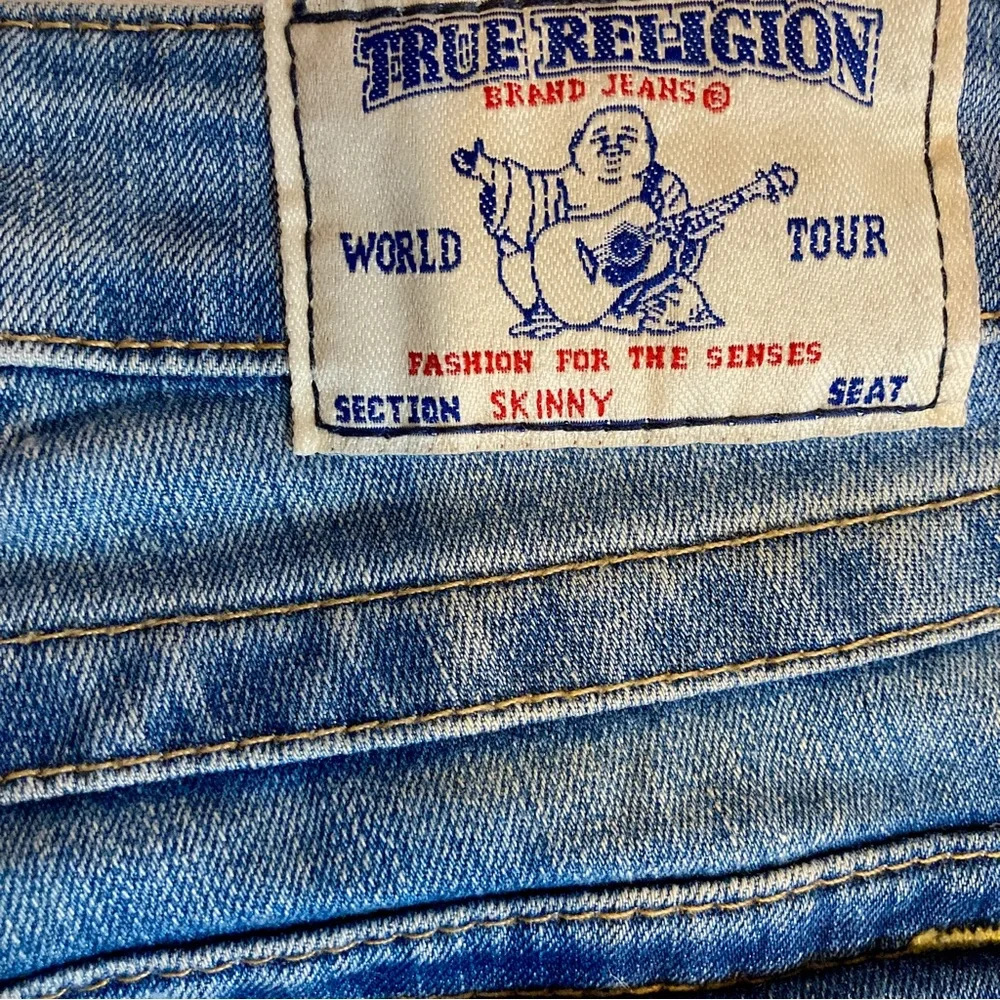 TRUE RELIGION
BRAND JEANS®
WORLD TOUR
FASHION FOR THE SENSES
SECTION SKINNY SEAT